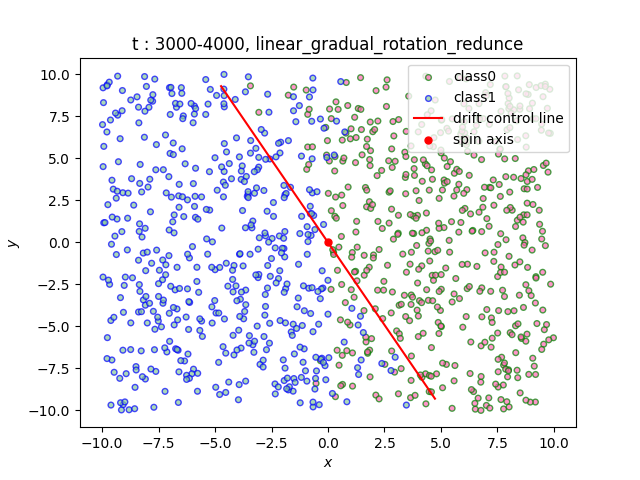 t : 3000-4000, linear_gradual_rotation_redunce
class0
class1
drift control line
spin axis
10.0
7.5
5.0
2.5
0.0
−2.5
−5.0
−7.5
−10.0
y
−10.0 −7.5 −5.0 −2.5 0.0 2.5 5.0 7.5 10.0
x